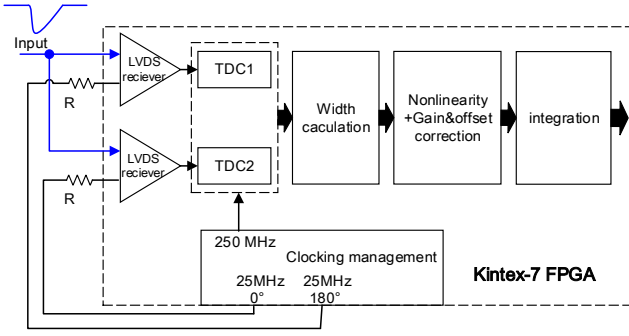 Input
LVDS
reciever
TDC1
R
LVDS
reciever
TDC2
R
Width
caculation
Nonlinearity
+Gain&offset
correction
integration
250 MHz
Clocking management
25MHz
0°
25MHz
180°
Kintex-7 FPGA